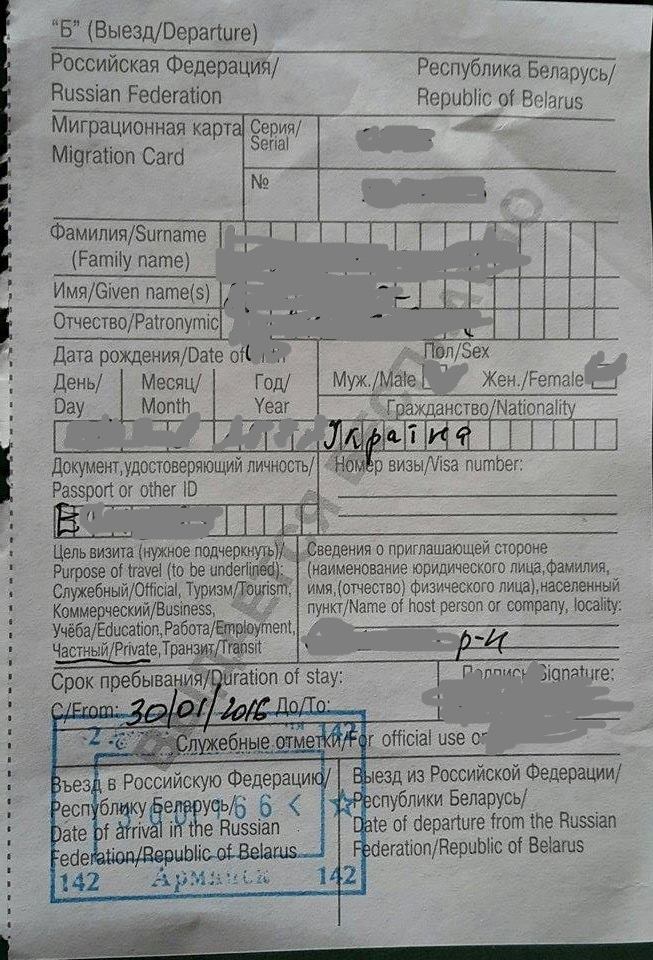 "Б" (Выезд/Departure)
Российская Федерация/ Республика Беларусь/
Russian Federation Republic of Belarus
Миграционная карта
Migration Card
Серия/
Serial
№
Фамилия/Surname
(Family name)
Имя/Given name(s)
Отчество/Patronymic
Дата рождения/Date of
День/ Месяц/ Год/
Day Month Year
Пол/Sex
Муж./Male Жен./Female
Гражданство/Nationality
Україна
Документ, удостоверяющий личность/
Passport or other ID
Номер визы/Visa number:
Цель визита (нужное подчеркнуть)/
Purpose of travel (to be underlined):
Служебный/Official, Туризм/Tourism,
Коммерческий/Business,
Учёба/Education, Работа/Employment,
Частный/Private, Транзит/Transit
Сведения о приглашающей стороне
(наименование юридического лица, фамилия,
имя, (отчество) физического лица), населенный
пункт/Name of host person or company, locality:
р-н
Срок пребывания/Duration of stay:
С/From: 30/01/2016 До/To:
Подпись/Signature:
Служебные отметки/For official use
Въезд в Российскую Федерацию/
Республику Беларусь/
Date of arrival in the Russian
Federation/Republic of Belarus
Выезд из Российской Федерации/
Республики Беларусь/
Date of departure from the Russian
Federation/Republic of Belarus
142
142 Армянск 142